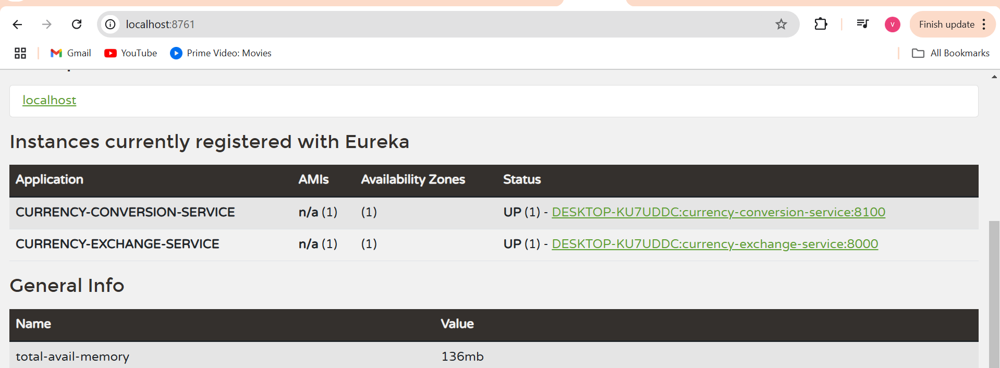 localhost:8761
V
Finish update
Gmail
YouTube
Prime Video: Movies
All Bookmarks
localhost
Instances currently registered with Eureka
Application AMIs Availability Zones Status
CURRENCY-CONVERSION-SERVICE n/a (1) (1) UP (1) - DESKTOP-KU7UDDC:currency-conversion-service:8100
CURRENCY-EXCHANGE-SERVICE n/a (1) (1) UP (1) - DESKTOP-KU7UDDC:currency-exchange-service:8000
General Info
Name Value
total-avail-memory 136mb